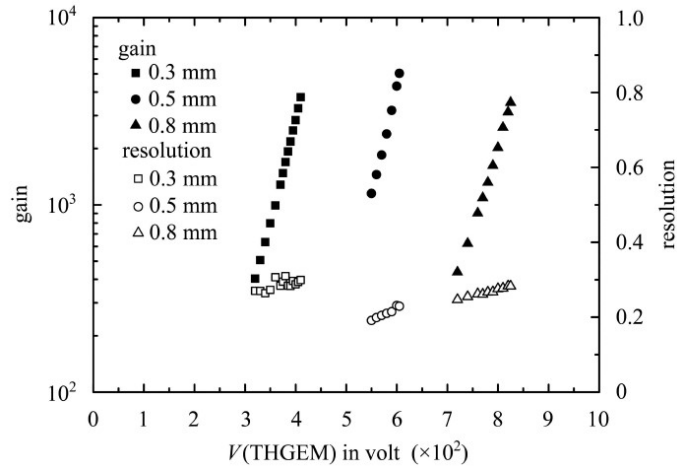 gain
0.3 mm
0.5 mm
0.8 mm
resolution
0.3 mm
0.5 mm
0.8 mm
10⁴
10³
10²
gain
1.0
0.8
0.6
0.4
0.2
0
resolution
0 1 2 3 4 5 6 7 8 9 10
V(THGEM) in volt (×10²)